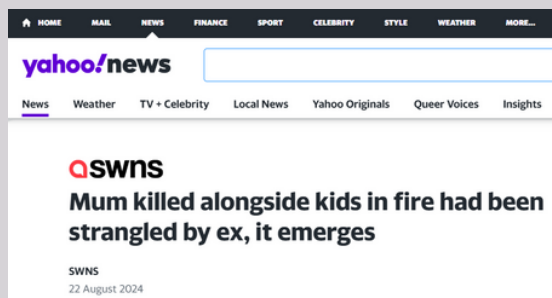 HOME MAIL NEWS FINANCE SPORT CELEBRITY STYLE WEATHER MORE...
yahoo!news
News Weather TV + Celebrity Local News Yahoo Originals Queer Voices Insights
SWNS
Mum killed alongside kids in fire had been
strangled by ex, it emerges
SWNS
22 August 2024